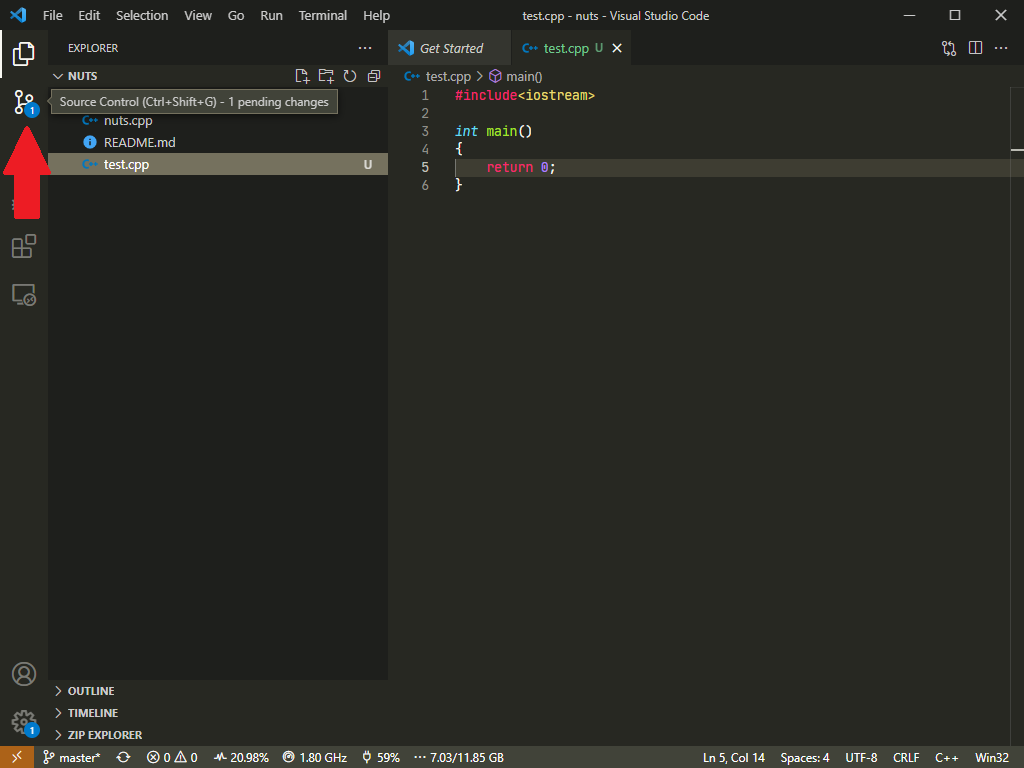 File Edit Selection View Go Run Terminal Help
test.cpp - nuts - Visual Studio Code
EXPLORER
Get Started
test.cpp U
NUTS
test.cpp > main()
1
Source Control (Ctrl+Shift+G) - 1 pending changes
nuts.cpp
README.md
test.cpp U
1 #include<iostream>
2
3 int main()
4 {
5 return 0;
6 }
OUTLINE
TIMELINE
ZIP EXPLORER
1
master* 0 0 20.98% 1.80 GHz 59% 7.03/11.85 GB
Ln 5, Col 14 Spaces: 4 UTF-8 CRLF C++ Win32